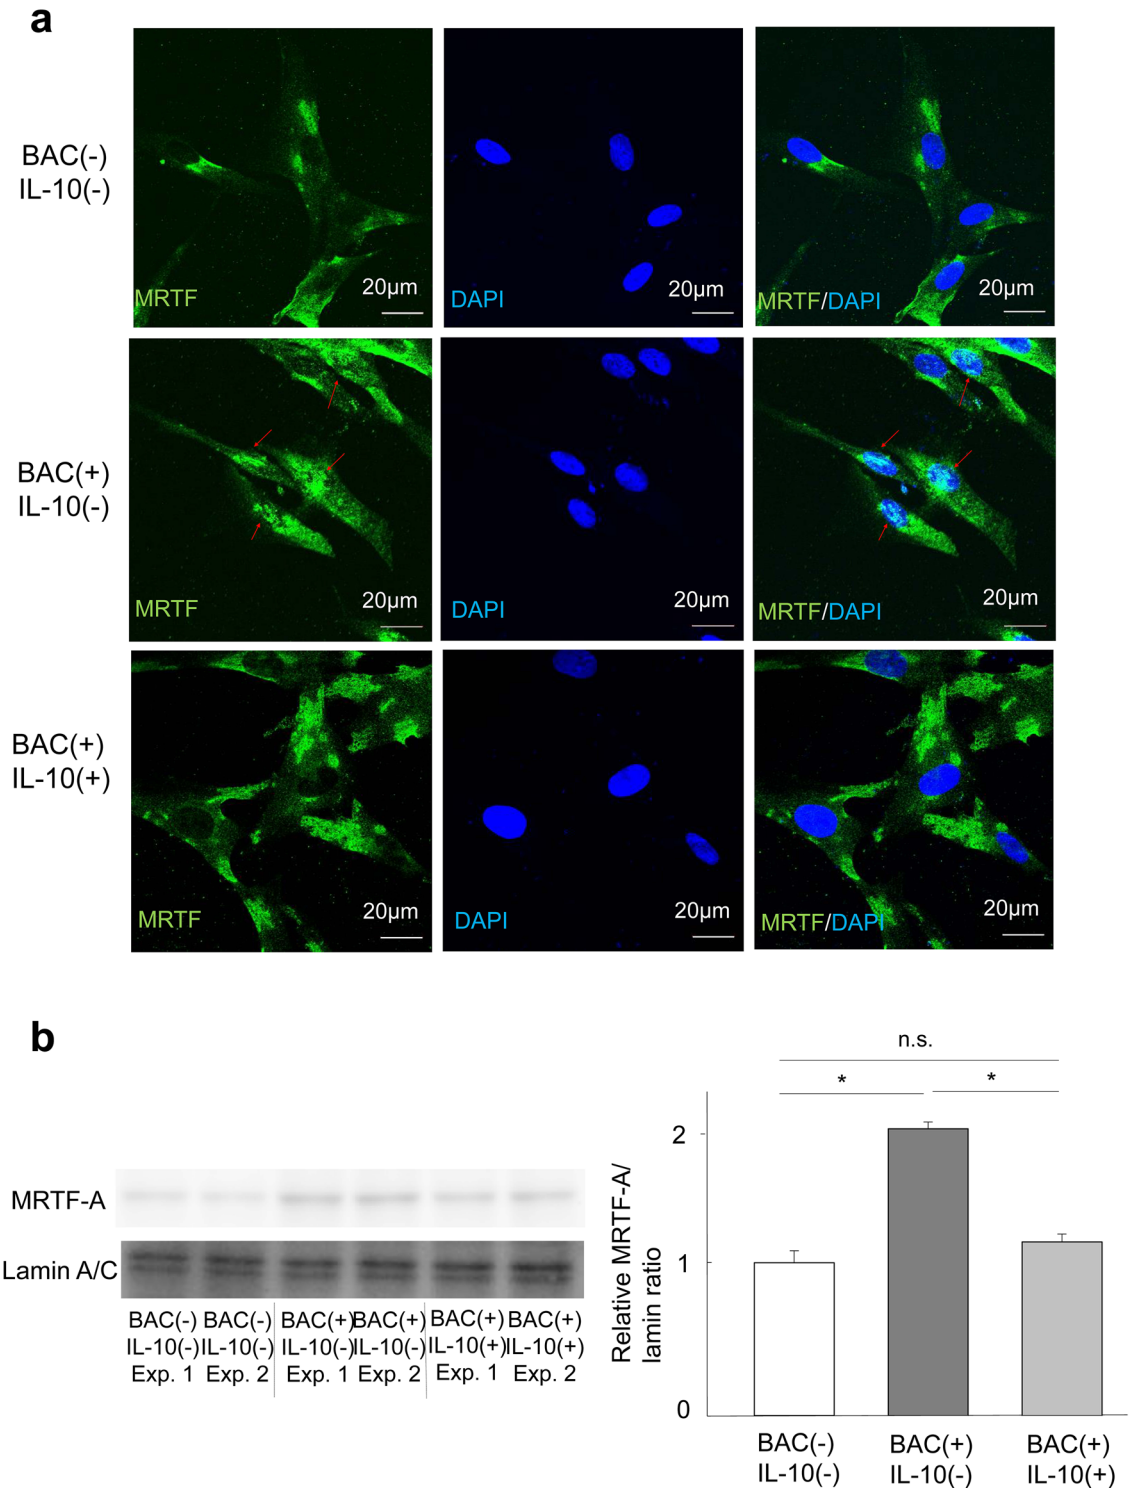 a
BAC(-)
IL-10(-)
MRTF
20µm
DAPI
20µm
MRTF/DAPI
20µm
BAC(+)
IL-10(-)
MRTF
20µm
DAPI
20µm
MRTF/DAPI
20µm
BAC(+)
IL-10(+)
MRTF
20µm
DAPI
20µm
MRTF/DAPI
20µm
b
MRTF-A
Lamin A/C
BAC(-) BAC(-) BAC(+) BAC(+) BAC(+) BAC(+)
IL-10(-) IL-10(-) IL-10(-) IL-10(-) IL-10(+) IL-10(+)
Exp. 1 Exp. 2 Exp. 1 Exp. 2 Exp. 1 Exp. 2
n.s.
* *
Relative MRTF-A/
lamin ratio
2
1
0
BAC(-) BAC(+) BAC(+)
IL-10(-) IL-10(-) IL-10(+)